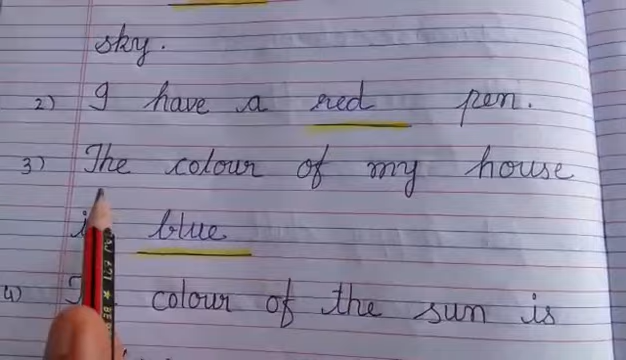 sky.
2) I have a red pen.
3) The colour of my house
blue
4) colour of the sun is